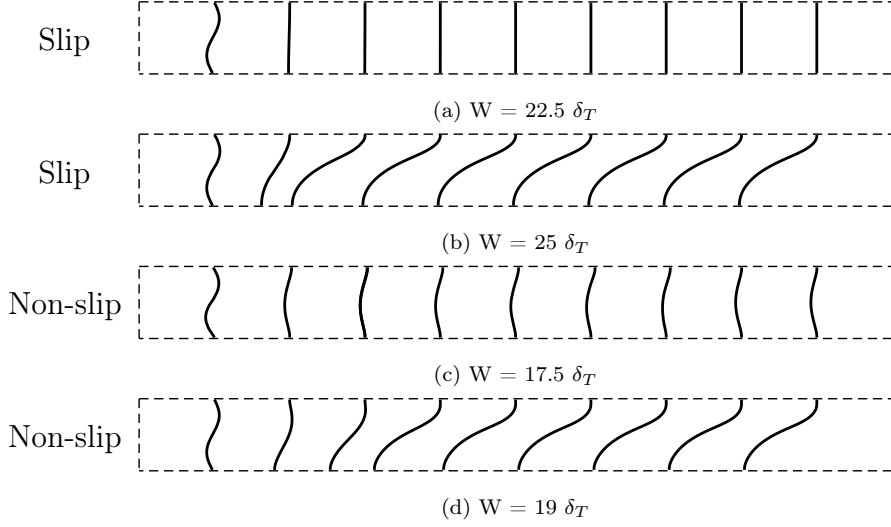 Slip
(a) W = 22.5 δ_T
Slip
(b) W = 25 δ_T
Non-slip
(c) W = 17.5 δ_T
Non-slip
(d) W = 19 δ_T